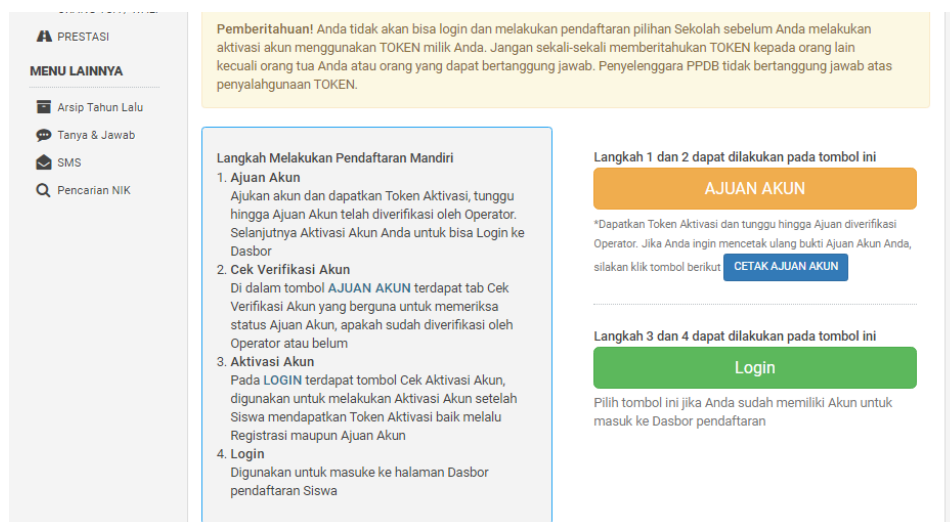 PRESTASI
MENU LAINNYA
Arsip Tahun Lalu
Tanya & Jawab
SMS
Pencarian NIK
Pemberitahuan! Anda tidak akan bisa login dan melakukan pendaftaran pilihan Sekolah sebelum Anda melakukan
aktivasi akun menggunakan TOKEN milik Anda. Jangan sekali-sekali memberitahukan TOKEN kepada orang lain
kecuali orang tua Anda atau orang yang dapat bertanggung jawab. Penyelenggara PPDB tidak bertanggung jawab atas
penyalahgunaan TOKEN.
Langkah Melakukan Pendaftaran Mandiri
1. Ajuan Akun
Ajukan akun dan dapatkan Token Aktivasi, tunggu
hingga Ajuan Akun telah diverifikasi oleh Operator.
Selanjutnya Aktivasi Akun Anda untuk bisa Login ke
Dasbor
2. Cek Verifikasi Akun
Di dalam tombol AJUAN AKUN terdapat tab Cek
Verifikasi Akun yang berguna untuk memeriksa
status Ajuan Akun, apakah sudah diverifikasi oleh
Operator atau belum
3. Aktivasi Akun
Pada LOGIN terdapat tombol Cek Aktivasi Akun,
digunakan untuk melakukan Aktivasi Akun setelah
Siswa mendapatkan Token Aktivasi baik melalu
Registrasi maupun Ajuan Akun
4. Login
Digunakan untuk masuke ke halaman Dasbor
pendaftaran Siswa
Langkah 1 dan 2 dapat dilakukan pada tombol ini
AJUAN AKUN
*Dapatkan Token Aktivasi dan tunggu hingga Ajuan diverifikasi
Operator. Jika Anda ingin mencetak ulang bukti Ajuan Akun Anda,
silakan klik tombol berikut CETAK AJUAN AKUN
Langkah 3 dan 4 dapat dilakukan pada tombol ini
Login
Pilih tombol ini jika Anda sudah memiliki Akun untuk
masuk ke Dasbor pendaftaran